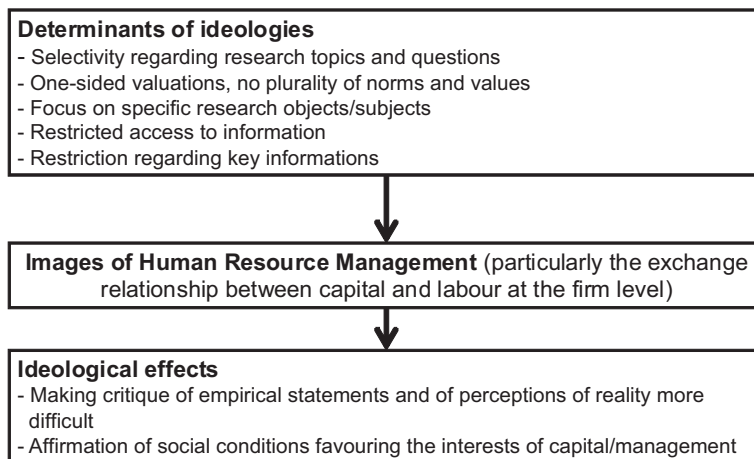 Determinants of ideologies
- Selectivity regarding research topics and questions
- One-sided valuations, no plurality of norms and values
- Focus on specific research objects/subjects
- Restricted access to information
- Restriction regarding key informations
Images of Human Resource Management (particularly the exchange
relationship between capital and labour at the firm level)
Ideological effects
- Making critique of empirical statements and of perceptions of reality more
difficult
- Affirmation of social conditions favouring the interests of capital/management